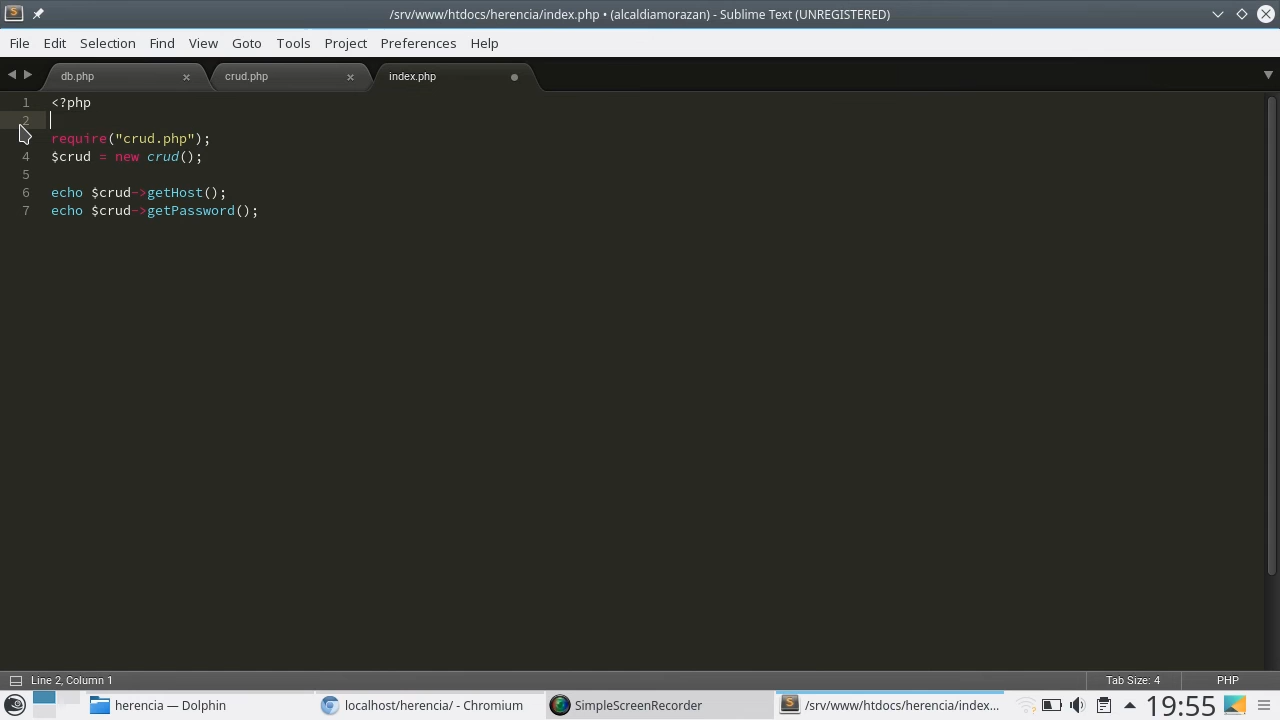 /srv/www/htdocs/herencia/index.php • (alcaldiamorazan) - Sublime Text (UNREGISTERED)
File Edit Selection Find View Goto Tools Project Preferences Help
db.php × crud.php × index.php
1 <?php
2
require("crud.php");
4 $crud = new crud();
5
6 echo $crud->getHost();
7 echo $crud->getPassword();
Line 2, Column 1 Tab Size: 4 PHP
herencia — Dolphin localhost/herencia/ - Chromium SimpleScreenRecorder /srv/www/htdocs/herencia/index... 19:55